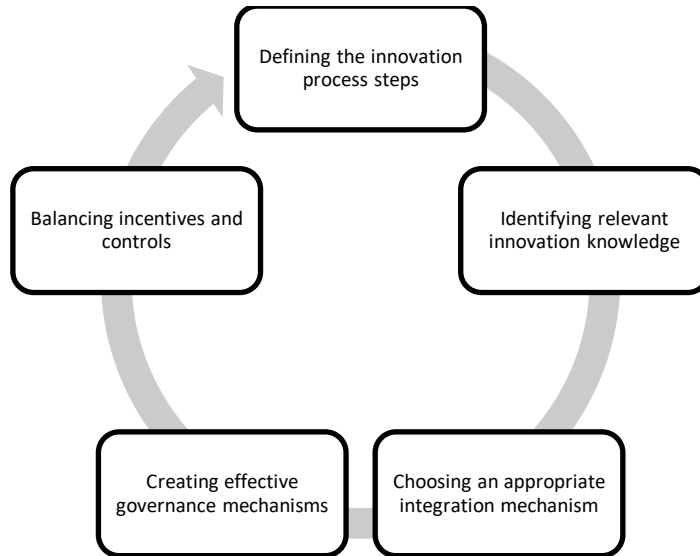 Defining the innovation
process steps
Identifying relevant
innovation knowledge
Choosing an appropriate
integration mechanism
Creating effective
governance mechanisms
Balancing incentives and
controls